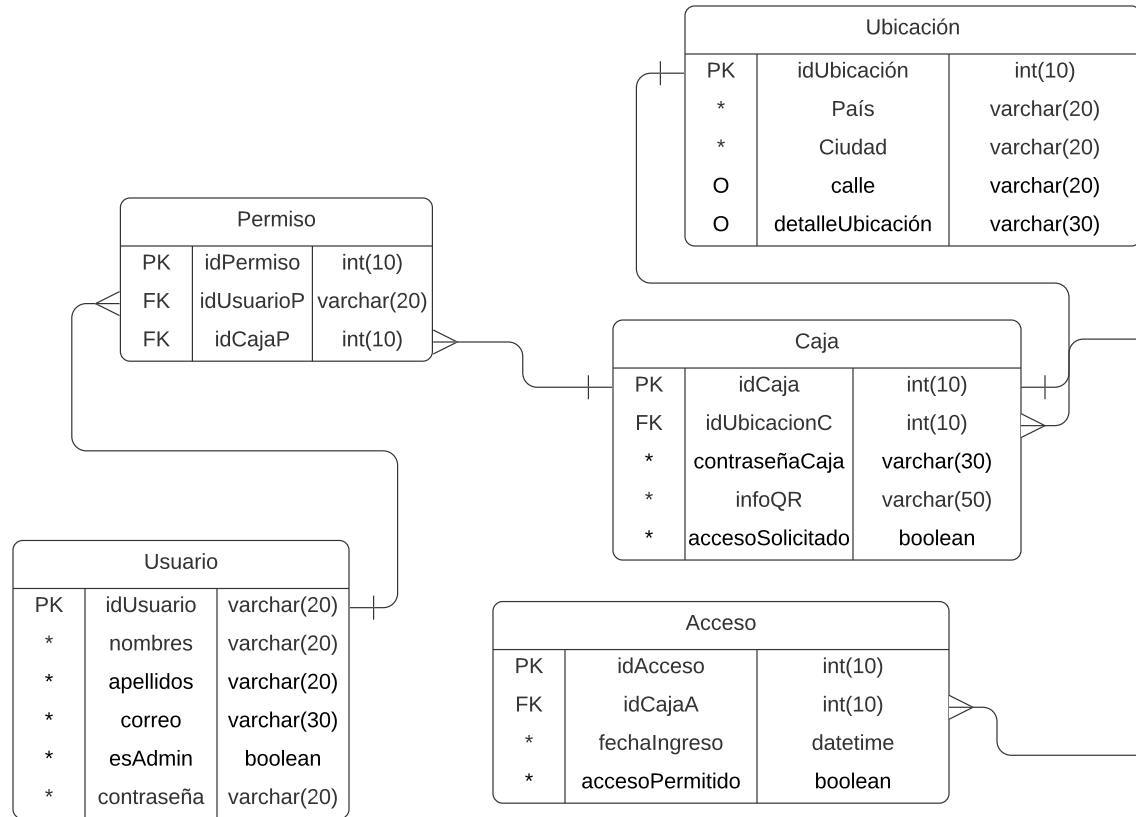 Ubicación
PK idUbicación int(10)
* País varchar(20)
* Ciudad varchar(20)
O calle varchar(20)
O detalleUbicación varchar(30)
Permiso
PK idPermiso int(10)
FK idUsuarioP varchar(20)
FK idCajaP int(10)
Caja
PK idCaja int(10)
FK idUbicacionC int(10)
* contraseñaCaja varchar(30)
* infoQR varchar(50)
* accesoSolicitado boolean
Usuario
PK idUsuario varchar(20)
* nombres varchar(20)
* apellidos varchar(20)
* correo varchar(30)
* esAdmin boolean
* contraseña varchar(20)
Acceso
PK idAcceso int(10)
FK idCajaA int(10)
* fechaIngreso datetime
* accesoPermitido boolean